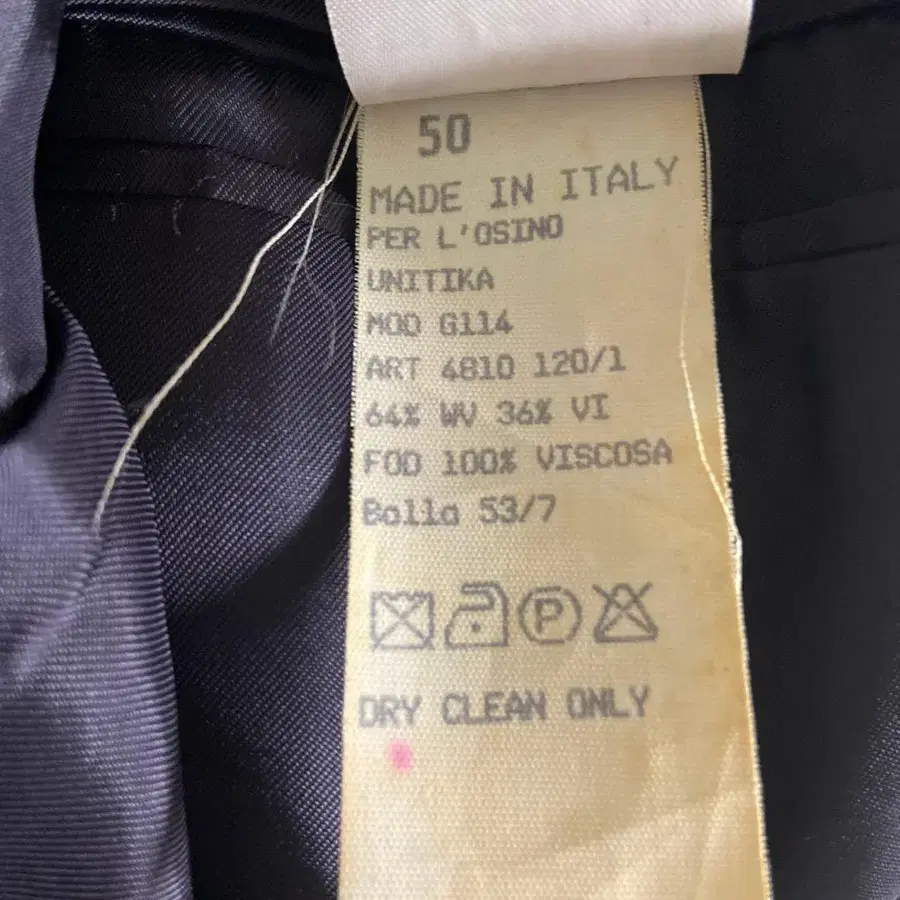 50
MADE IN ITALY
PER L'OSINO
UNITIKA
MOD G114
ART 4810 120/1
64% WV 36% VI
FOD 100% VISCOSA
Bolla 53/7
P
DRY CLEAN ONLY